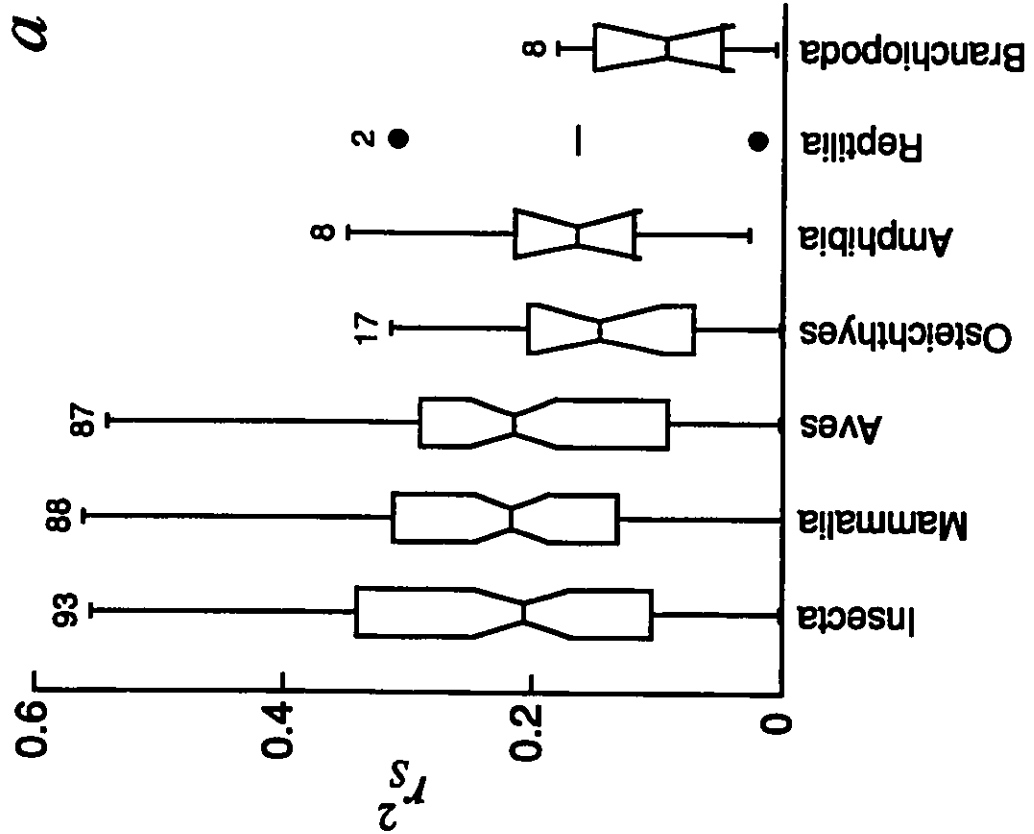 a
0.6
0.4
0.2
0
r_s^2
93
88
87
17
8
2
8
Insecta
Mammalia
Aves
Osteichthyes
Amphibia
Reptilia
Branchiopoda